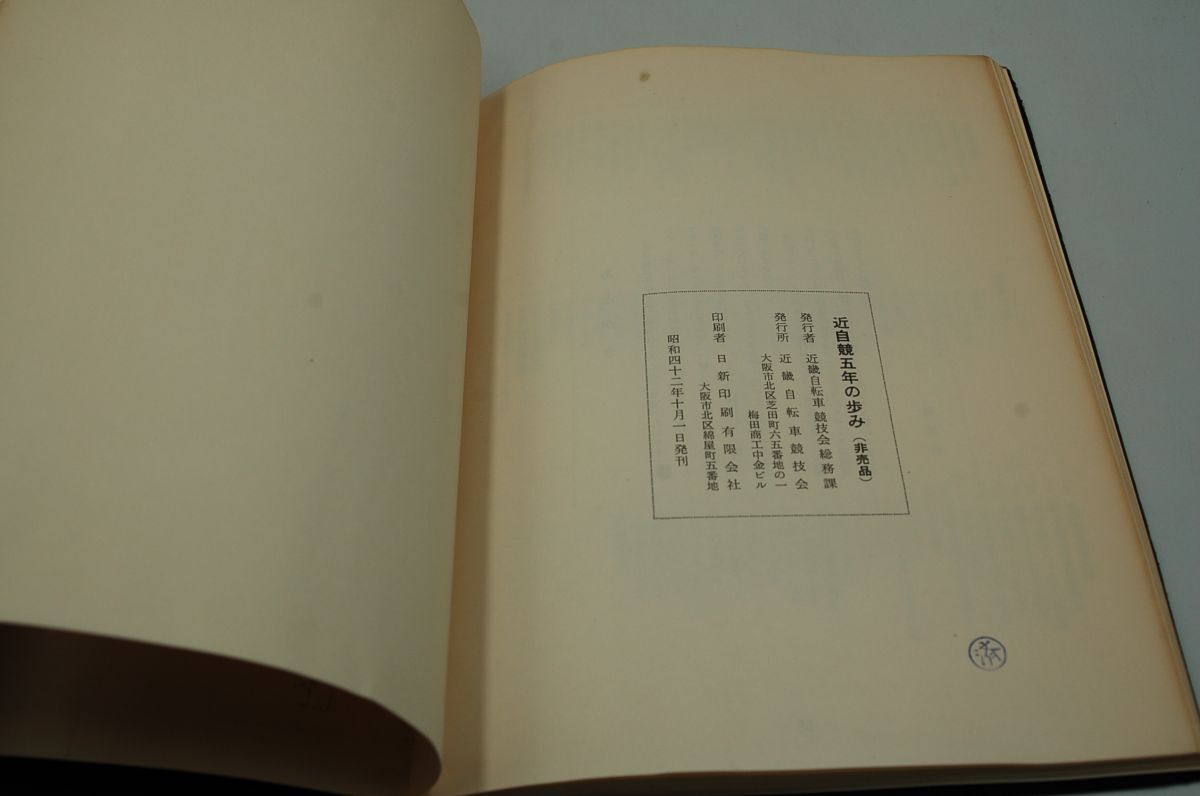 近自競五年の歩み（非売品）
発行者 近畿自転車競技会総務課
発行所 近畿自転車競技会
大阪市北区芝田町六五番地の一
梅田商工中金ビル
印刷者 日新印刷有限会社
大阪市北区綿屋町五番地
昭和四十二年十月一日発刊